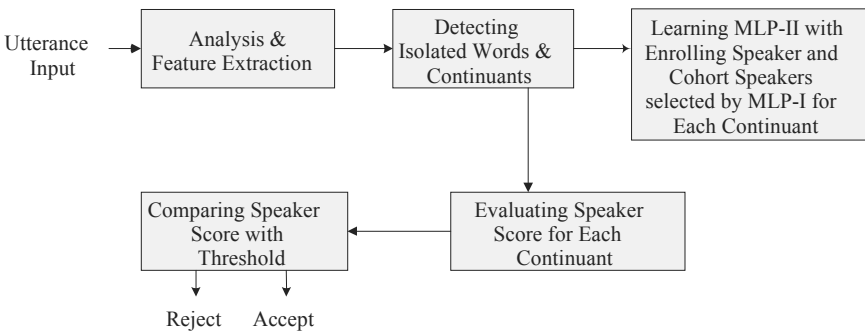 Utterance
Input
Analysis &
Feature Extraction
Detecting
Isolated Words &
Continuants
Learning MLP-II with
Enrolling Speaker and
Cohort Speakers
selected by MLP-I for
Each Continuant
Comparing Speaker
Score with
Threshold
Evaluating Speaker
Score for Each
Continuant
Reject
Accept